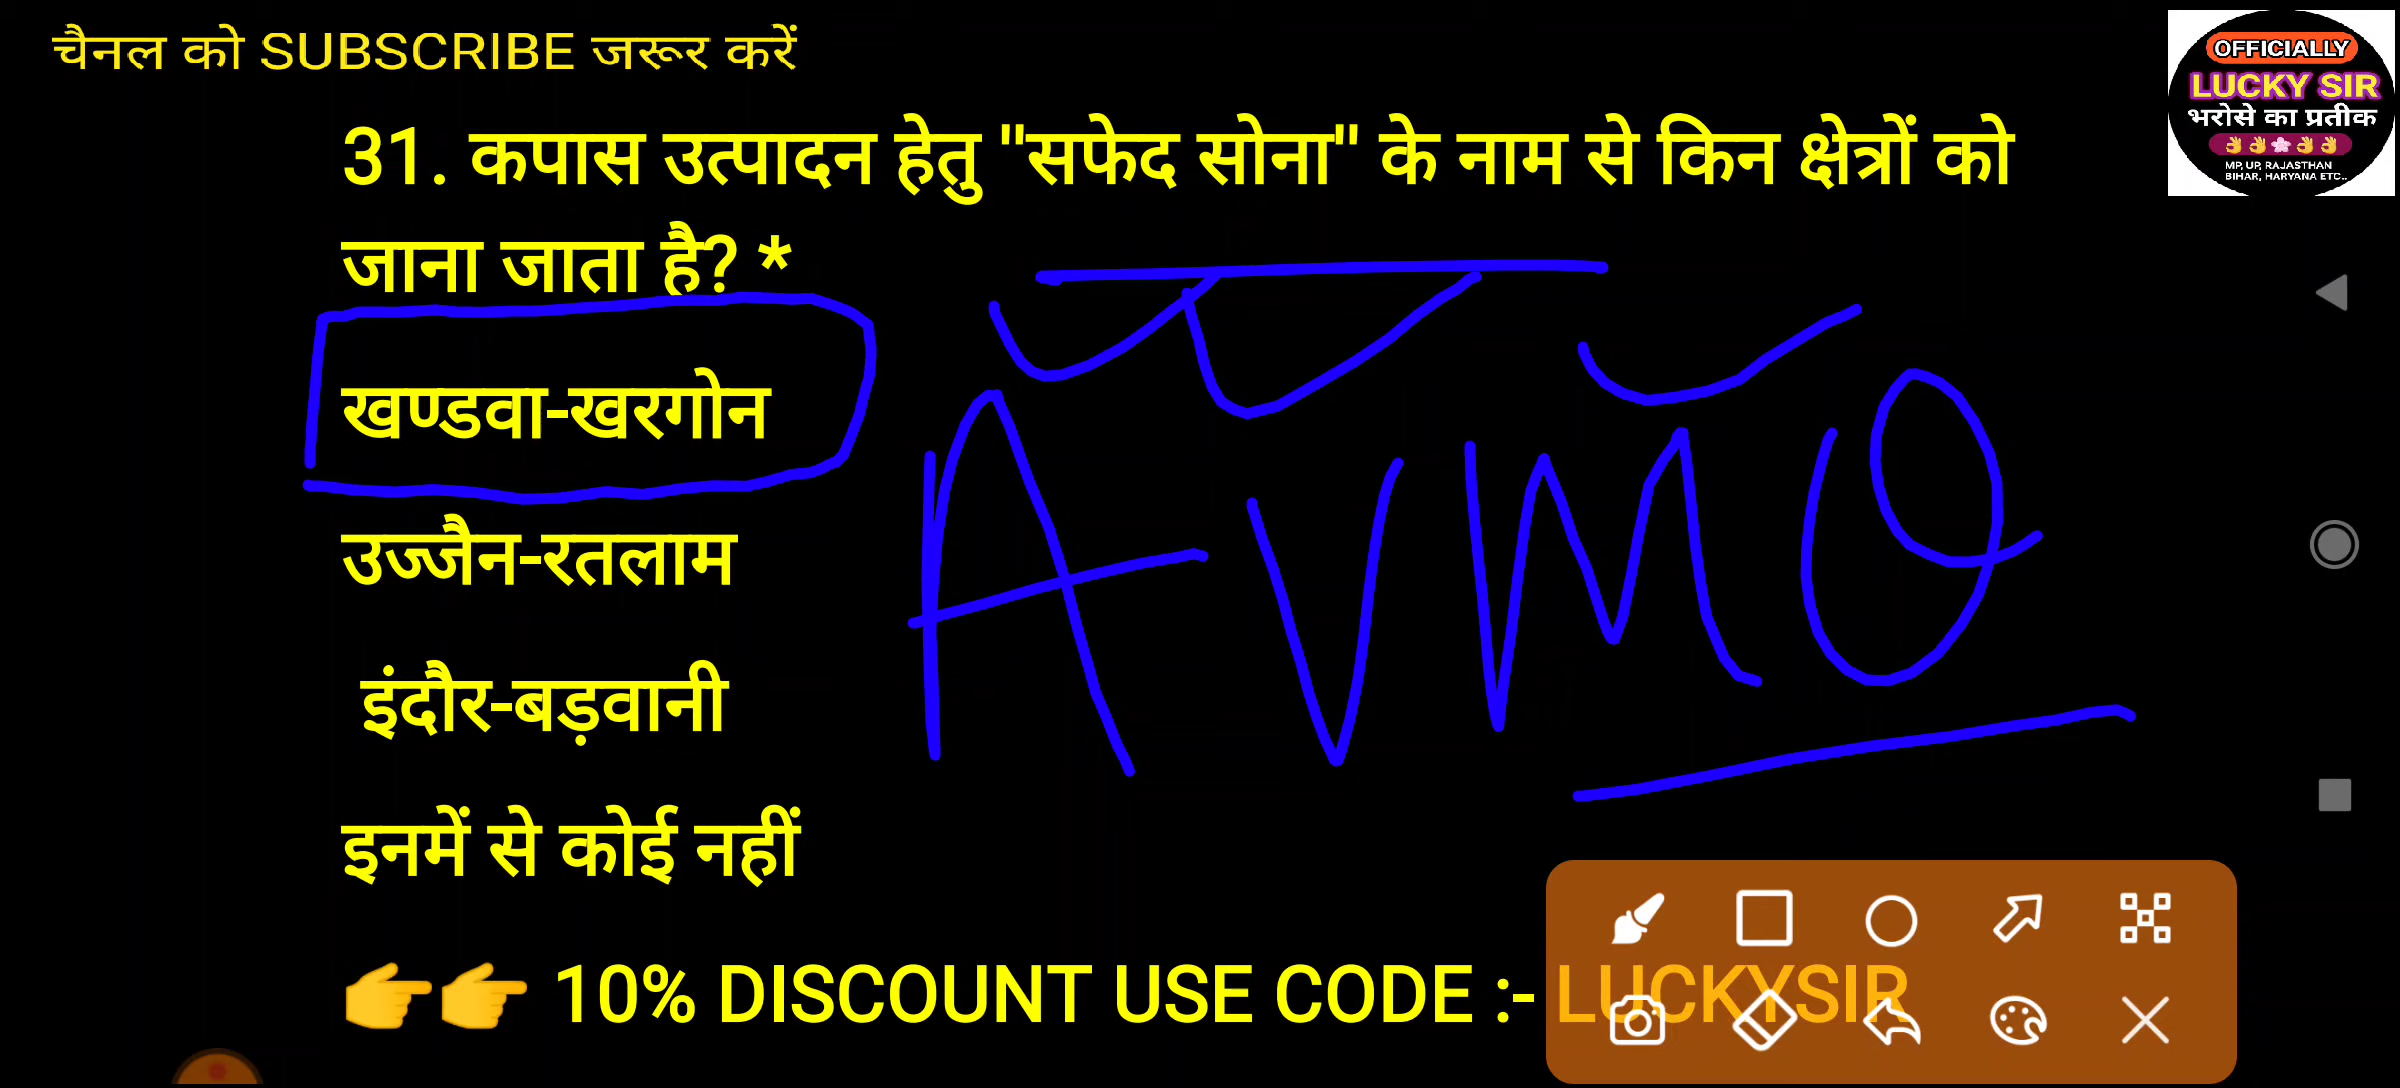 चैनल को SUBSCRIBE जरूर करें
OFFICIALLY
LUCKY SIR
भरोसे का प्रतीक
MP, UP, RAJASTHAN
BIHAR, HARYANA ETC..
31. कपास उत्पादन हेतु "सफेद सोना" के नाम से किन क्षेत्रों को
जाना जाता है? *
खण्डवा-खरगोन
उज्जैन-रतलाम
इंदौर-बड़वानी
इनमें से कोई नहीं
👉👉 10% DISCOUNT USE CODE :- LUCKYSIR